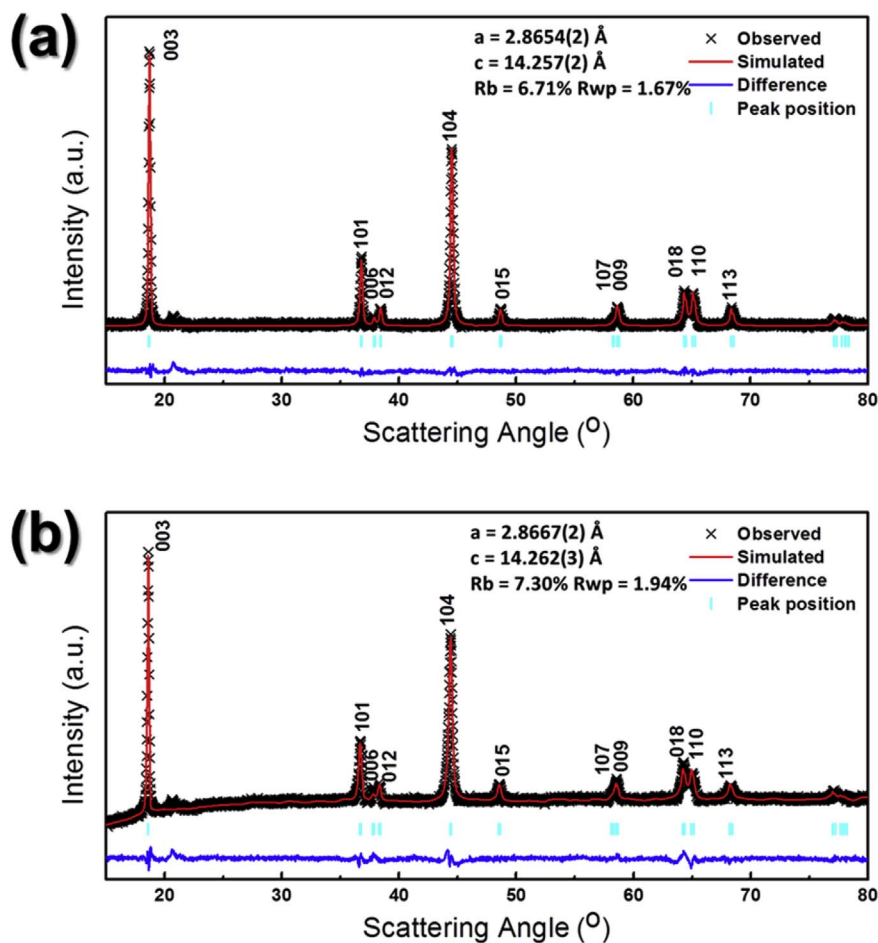 (a)
Intensity (a.u.)
003
101
006
012
104
015
107
009
018
110
113
a = 2.8654(2) Å
c = 14.257(2) Å
Rb = 6.71% Rwp = 1.67%
Observed
Simulated
Difference
Peak position
20 30 40 50 60 70 80
Scattering Angle (O)
(b)
Intensity (a.u.)
003
101
006
012
104
015
107
009
018
110
113
a = 2.8667(2) Å
c = 14.262(3) Å
Rb = 7.30% Rwp = 1.94%
Observed
Simulated
Difference
Peak position
20 30 40 50 60 70 80
Scattering Angle (O)